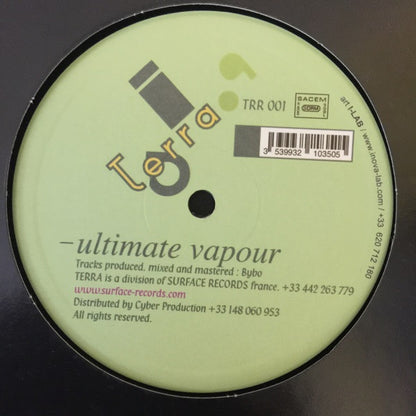 Terra
TRR 001
SACEM
SDRM
3 539932 103505
art I-LAB / www.inova-lab.com / +33 620 712 180
–ultimate vapour
Tracks produced, mixed and mastered : Bybo
TERRA is a division of SURFACE RECORDS france. +33 442 263 779
www.surface-records.com
Distributed by Cyber Production +33 148 060 953
All rights reserved.